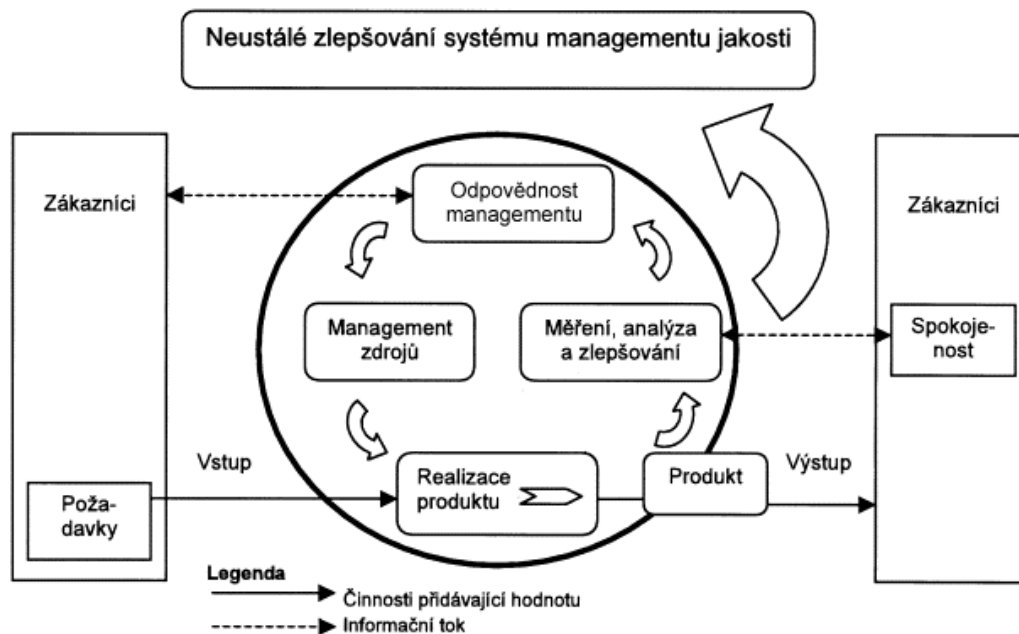 Neustálé zlepšování systému managementu jakosti
Zákazníci
Odpovědnost
managementu
Zákazníci
Management
zdrojů
Měření, analýza
a zlepšování
Spokoje-
nost
Vstup
Realizace
produktu
Produkt
Výstup
Poža-
davky
Legenda
Činnosti přidávající hodnotu
Informační tok